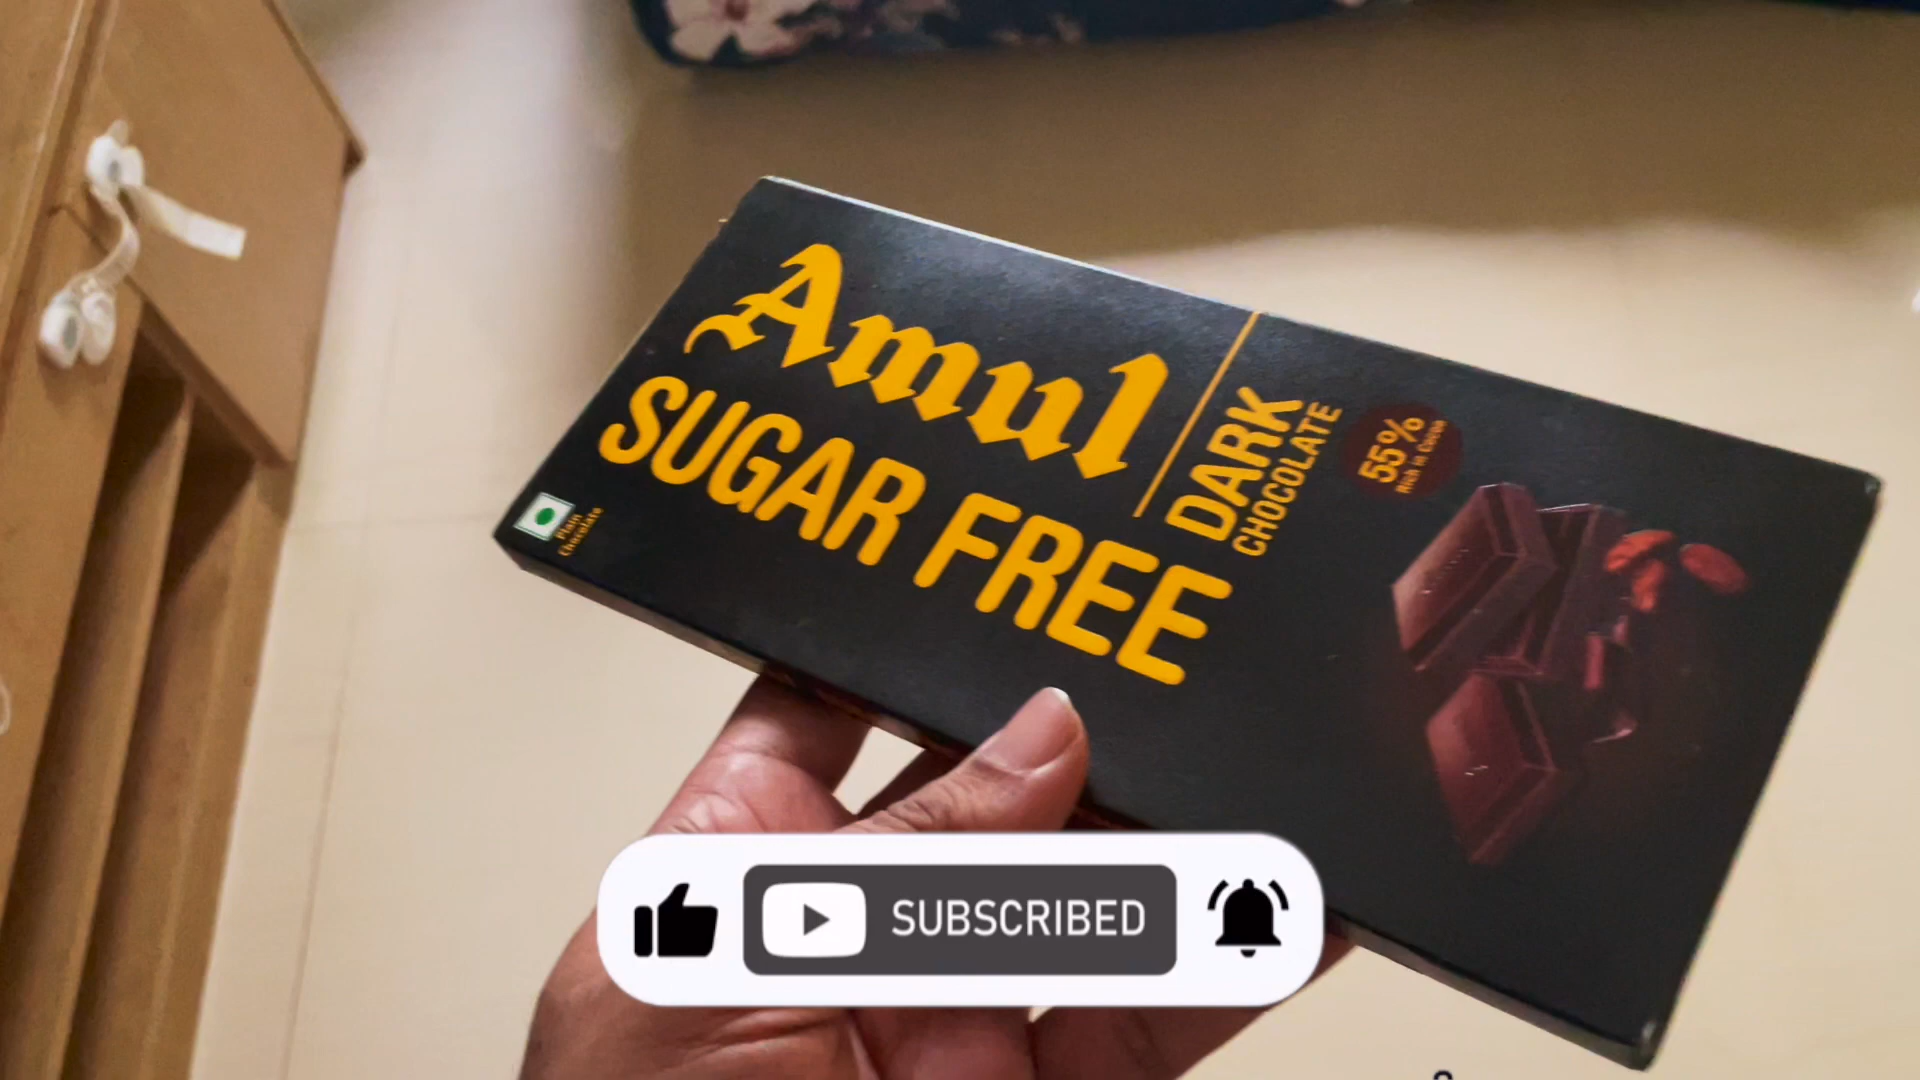 Amul
SUGAR FREE
DARK
CHOCOLATE
55%
Rich in Cocoa
Plain
Chocolate
SUBSCRIBED